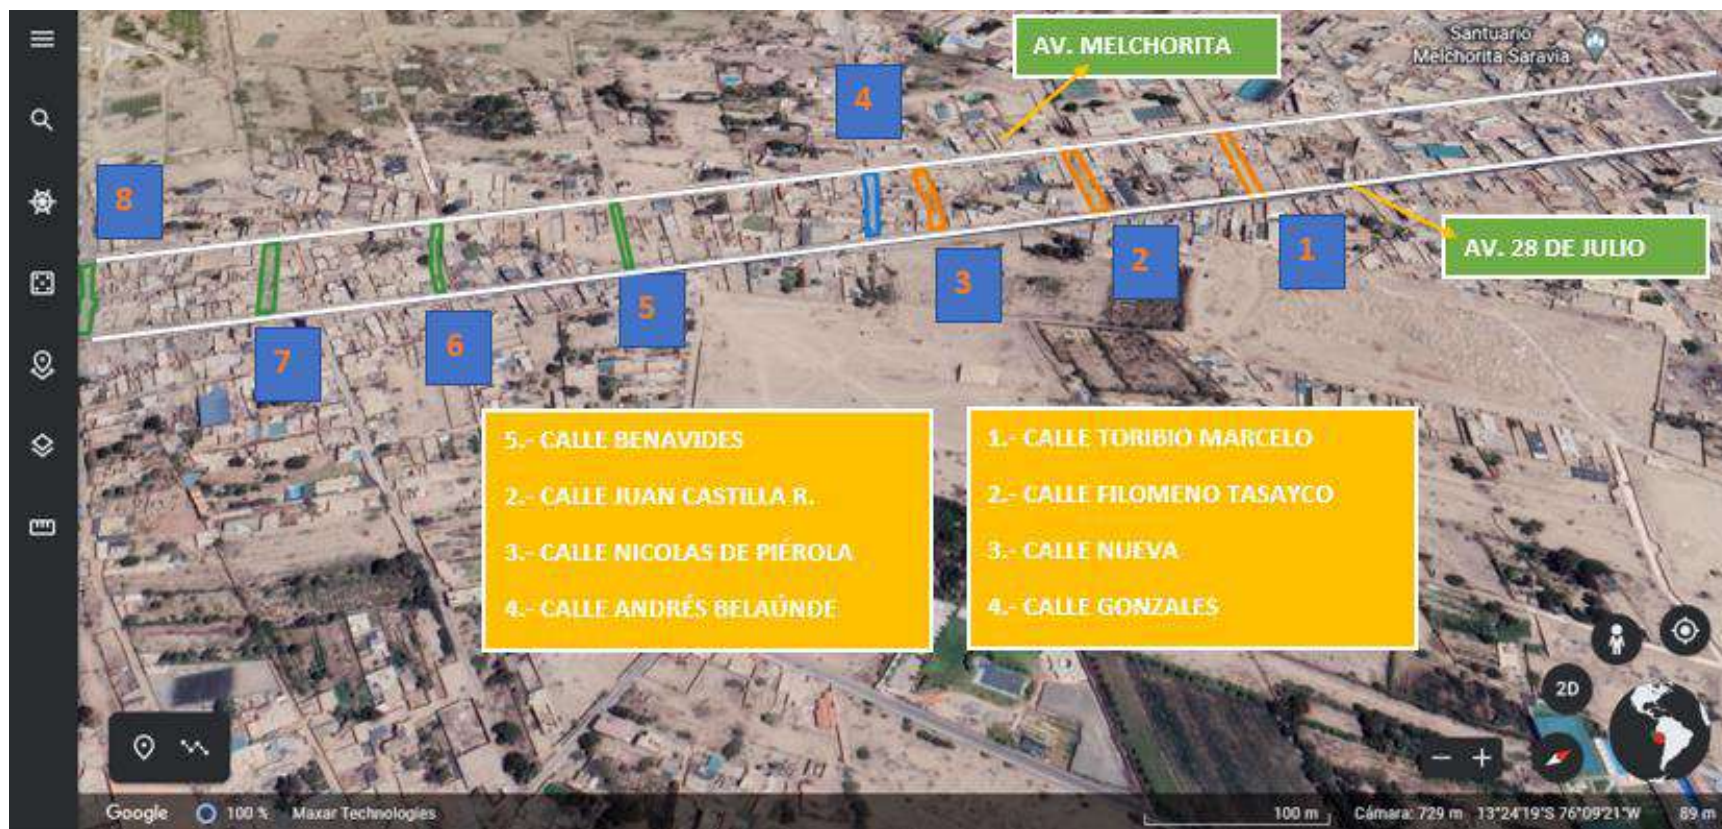 AV. MELCHORITA
Santuario
Melchorita Saravia
4
8
AV. 28 DE JULIO
1
2
3
5
6
7
5.- CALLE BENAVIDES
2.- CALLE JUAN CASTILLA R.
3.- CALLE NICOLAS DE PIÉROLA
4.- CALLE ANDRÉS BELAÚNDE
1.- CALLE TORIBIO MARCELO
2.- CALLE FILOMENO TASAYCO
3.- CALLE NUEVA
4.- CALLE GONZALES
2D
Google 100 % Maxar Technologies 100 m Cámara: 729 m 13°24'19"S 76°09'21"W 89 m